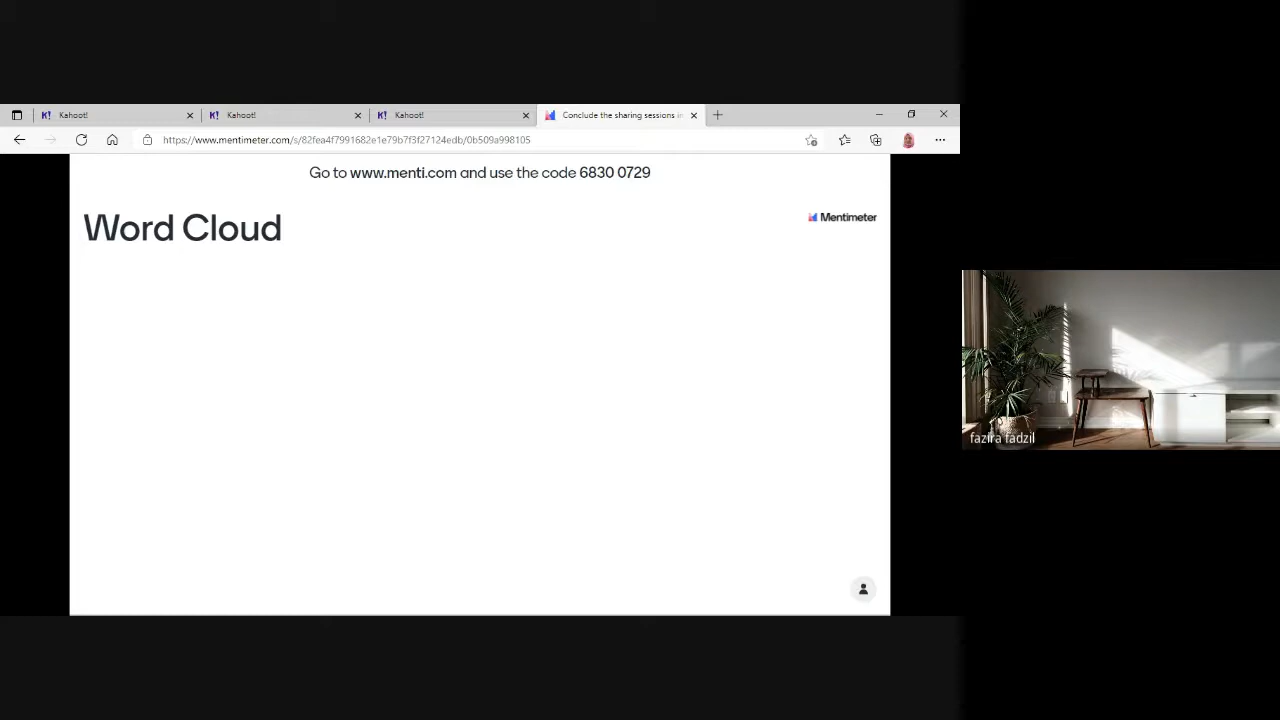 Kahoot!
Kahoot!
Kahoot!
Conclude the sharing sessions in
https://www.mentimeter.com/s/82fea4f7991682e1e79b7f3f27124edb/0b509a998105
Go to www.menti.com and use the code 6830 0729
Word Cloud
Mentimeter
fazira fadzil